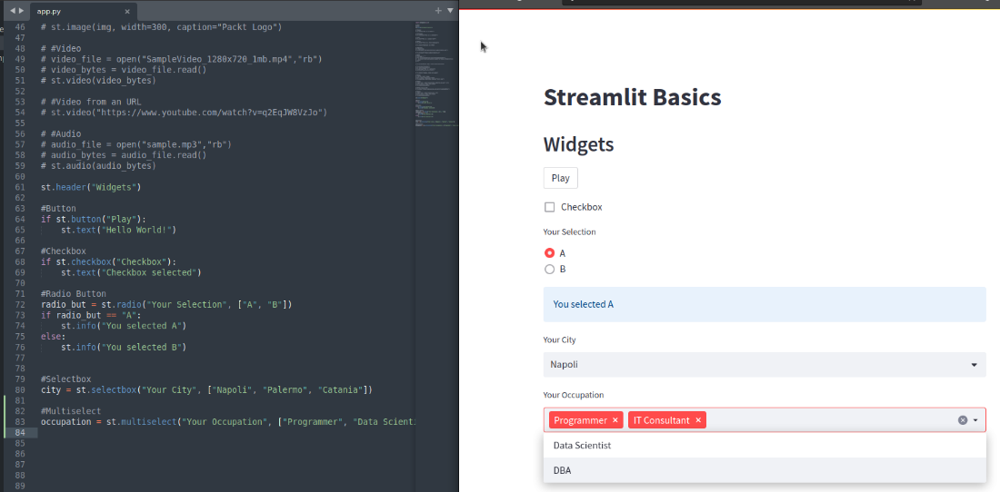 app.py
46 # st.image(img, width=300, caption="Packt Logo")
47
48 # #Video
49 # video_file = open("SampleVideo_1280x720_1mb.mp4","rb")
50 # video_bytes = video_file.read()
51 # st.video(video_bytes)
52
53 # #Video from an URL
54 # st.video("https://www.youtube.com/watch?v=q2EqJW8VzJo")
55
56 # #Audio
57 # audio_file = open("sample.mp3","rb")
58 # audio_bytes = audio_file.read()
59 # st.audio(audio_bytes)
60
61 st.header("Widgets")
62
63 #Button
64 if st.button("Play"):
65 st.text("Hello World!")
66
67 #Checkbox
68 if st.checkbox("Checkbox"):
69 st.text("Checkbox selected")
70
71 #Radio Button
72 radio_but = st.radio("Your Selection", ["A", "B"])
73 if radio_but == "A":
74 st.info("You selected A")
75 else:
76 st.info("You selected B")
77
78
79 #Selectbox
80 city = st.selectbox("Your City", ["Napoli", "Palermo", "Catania"])
81
82 #Multiselect
83 occupation = st.multiselect("Your Occupation", ["Programmer", "Data Scient
84
85
86
87
88
89
Streamlit Basics
Widgets
Play
Checkbox
Your Selection
A
B
You selected A
Your City
Napoli
Your Occupation
Programmer × IT Consultant ×
Data Scientist
DBA